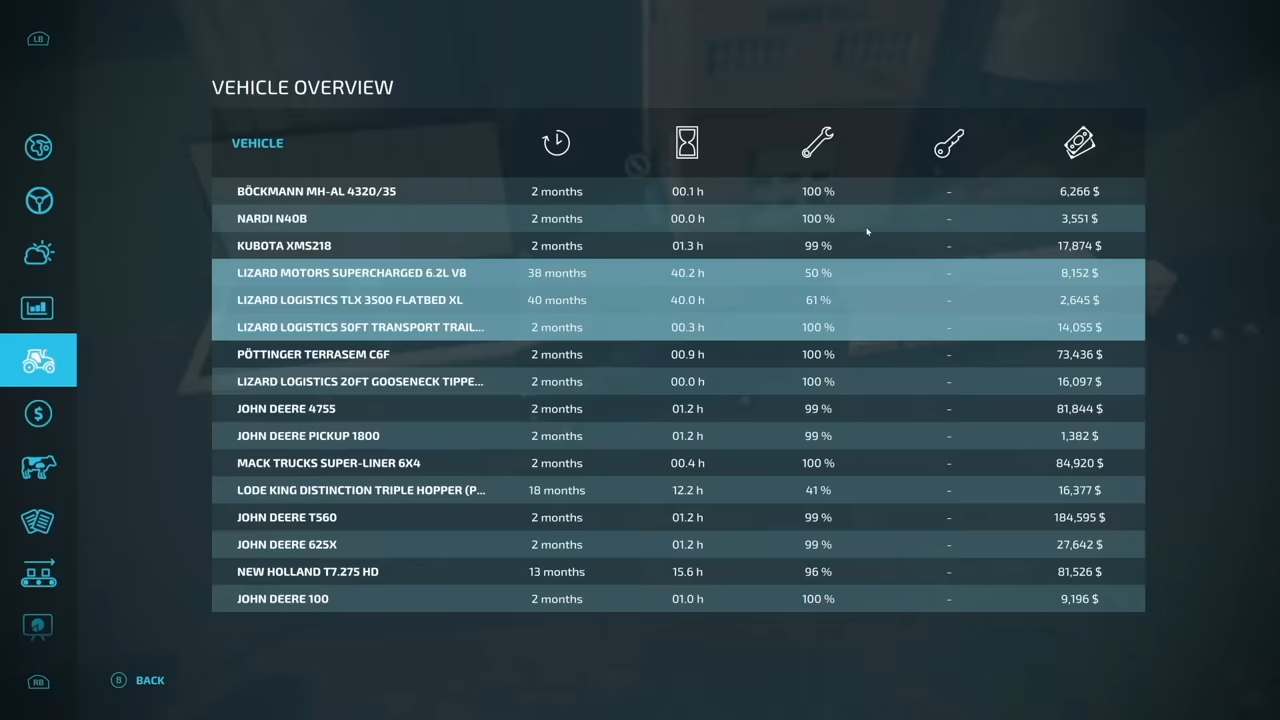 LB
VEHICLE OVERVIEW
VEHICLE
BÖCKMANN MH-AL 4320/35 2 months 00.1 h 100 % - 6,266 $
NARDI N40B 2 months 00.0 h 100 % - 3,551 $
KUBOTA XMS218 2 months 01.3 h 99 % - 17,874 $
LIZARD MOTORS SUPERCHARGED 6.2L V8 38 months 40.2 h 50 % - 8,152 $
LIZARD LOGISTICS TLX 3500 FLATBED XL 40 months 40.0 h 61 % - 2,645 $
LIZARD LOGISTICS 50FT TRANSPORT TRAIL... 2 months 00.3 h 100 % - 14,055 $
PÖTTINGER TERRASEM C6F 2 months 00.9 h 100 % - 73,436 $
LIZARD LOGISTICS 20FT GOOSENECK TIPPE... 2 months 00.0 h 100 % - 16,097 $
JOHN DEERE 4755 2 months 01.2 h 99 % - 81,844 $
JOHN DEERE PICKUP 1800 2 months 01.2 h 99 % - 1,382 $
MACK TRUCKS SUPER-LINER 6X4 2 months 00.4 h 100 % - 84,920 $
LODE KING DISTINCTION TRIPLE HOPPER (P... 18 months 12.2 h 41 % - 16,377 $
JOHN DEERE T560 2 months 01.2 h 99 % - 184,595 $
JOHN DEERE 625X 2 months 01.2 h 99 % - 27,642 $
NEW HOLLAND T7.275 HD 13 months 15.6 h 96 % - 81,526 $
JOHN DEERE 100 2 months 01.0 h 100 % - 9,196 $
B BACK
RB